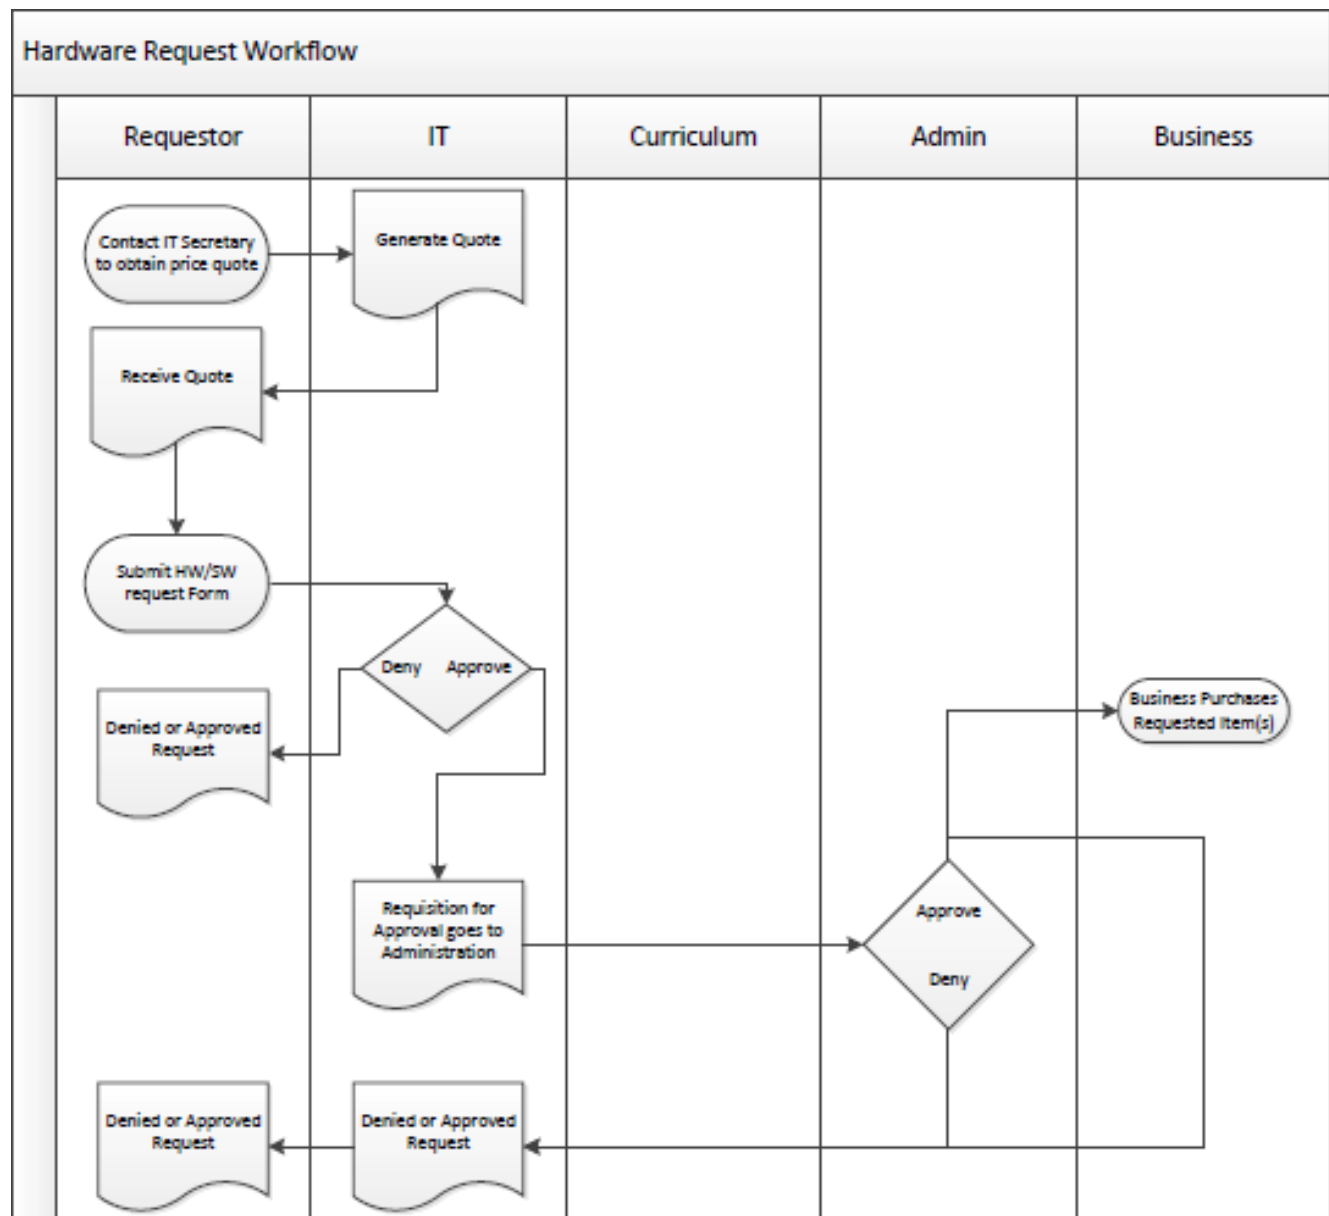 Hardware Request Workflow
Requestor
IT
Curriculum
Admin
Business
Contact IT Secretary
to obtain price quote
Generate Quote
Receive Quote
Submit HW/SW
request Form
Deny
Approve
Denied or Approved
Request
Business Purchases
Requested Item(s)
Requisition for
Approval goes to
Administration
Approve
Deny
Denied or Approved
Request
Denied or Approved
Request